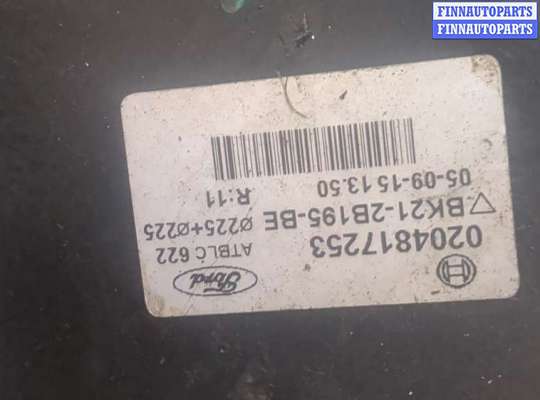 FINNAUTOPARTS
FINNAUTOPARTS
0204817253
BK21-2B195-BE
05-09-15 13.50
Ford
ATBLC 622
Ø225+Ø225
R:11